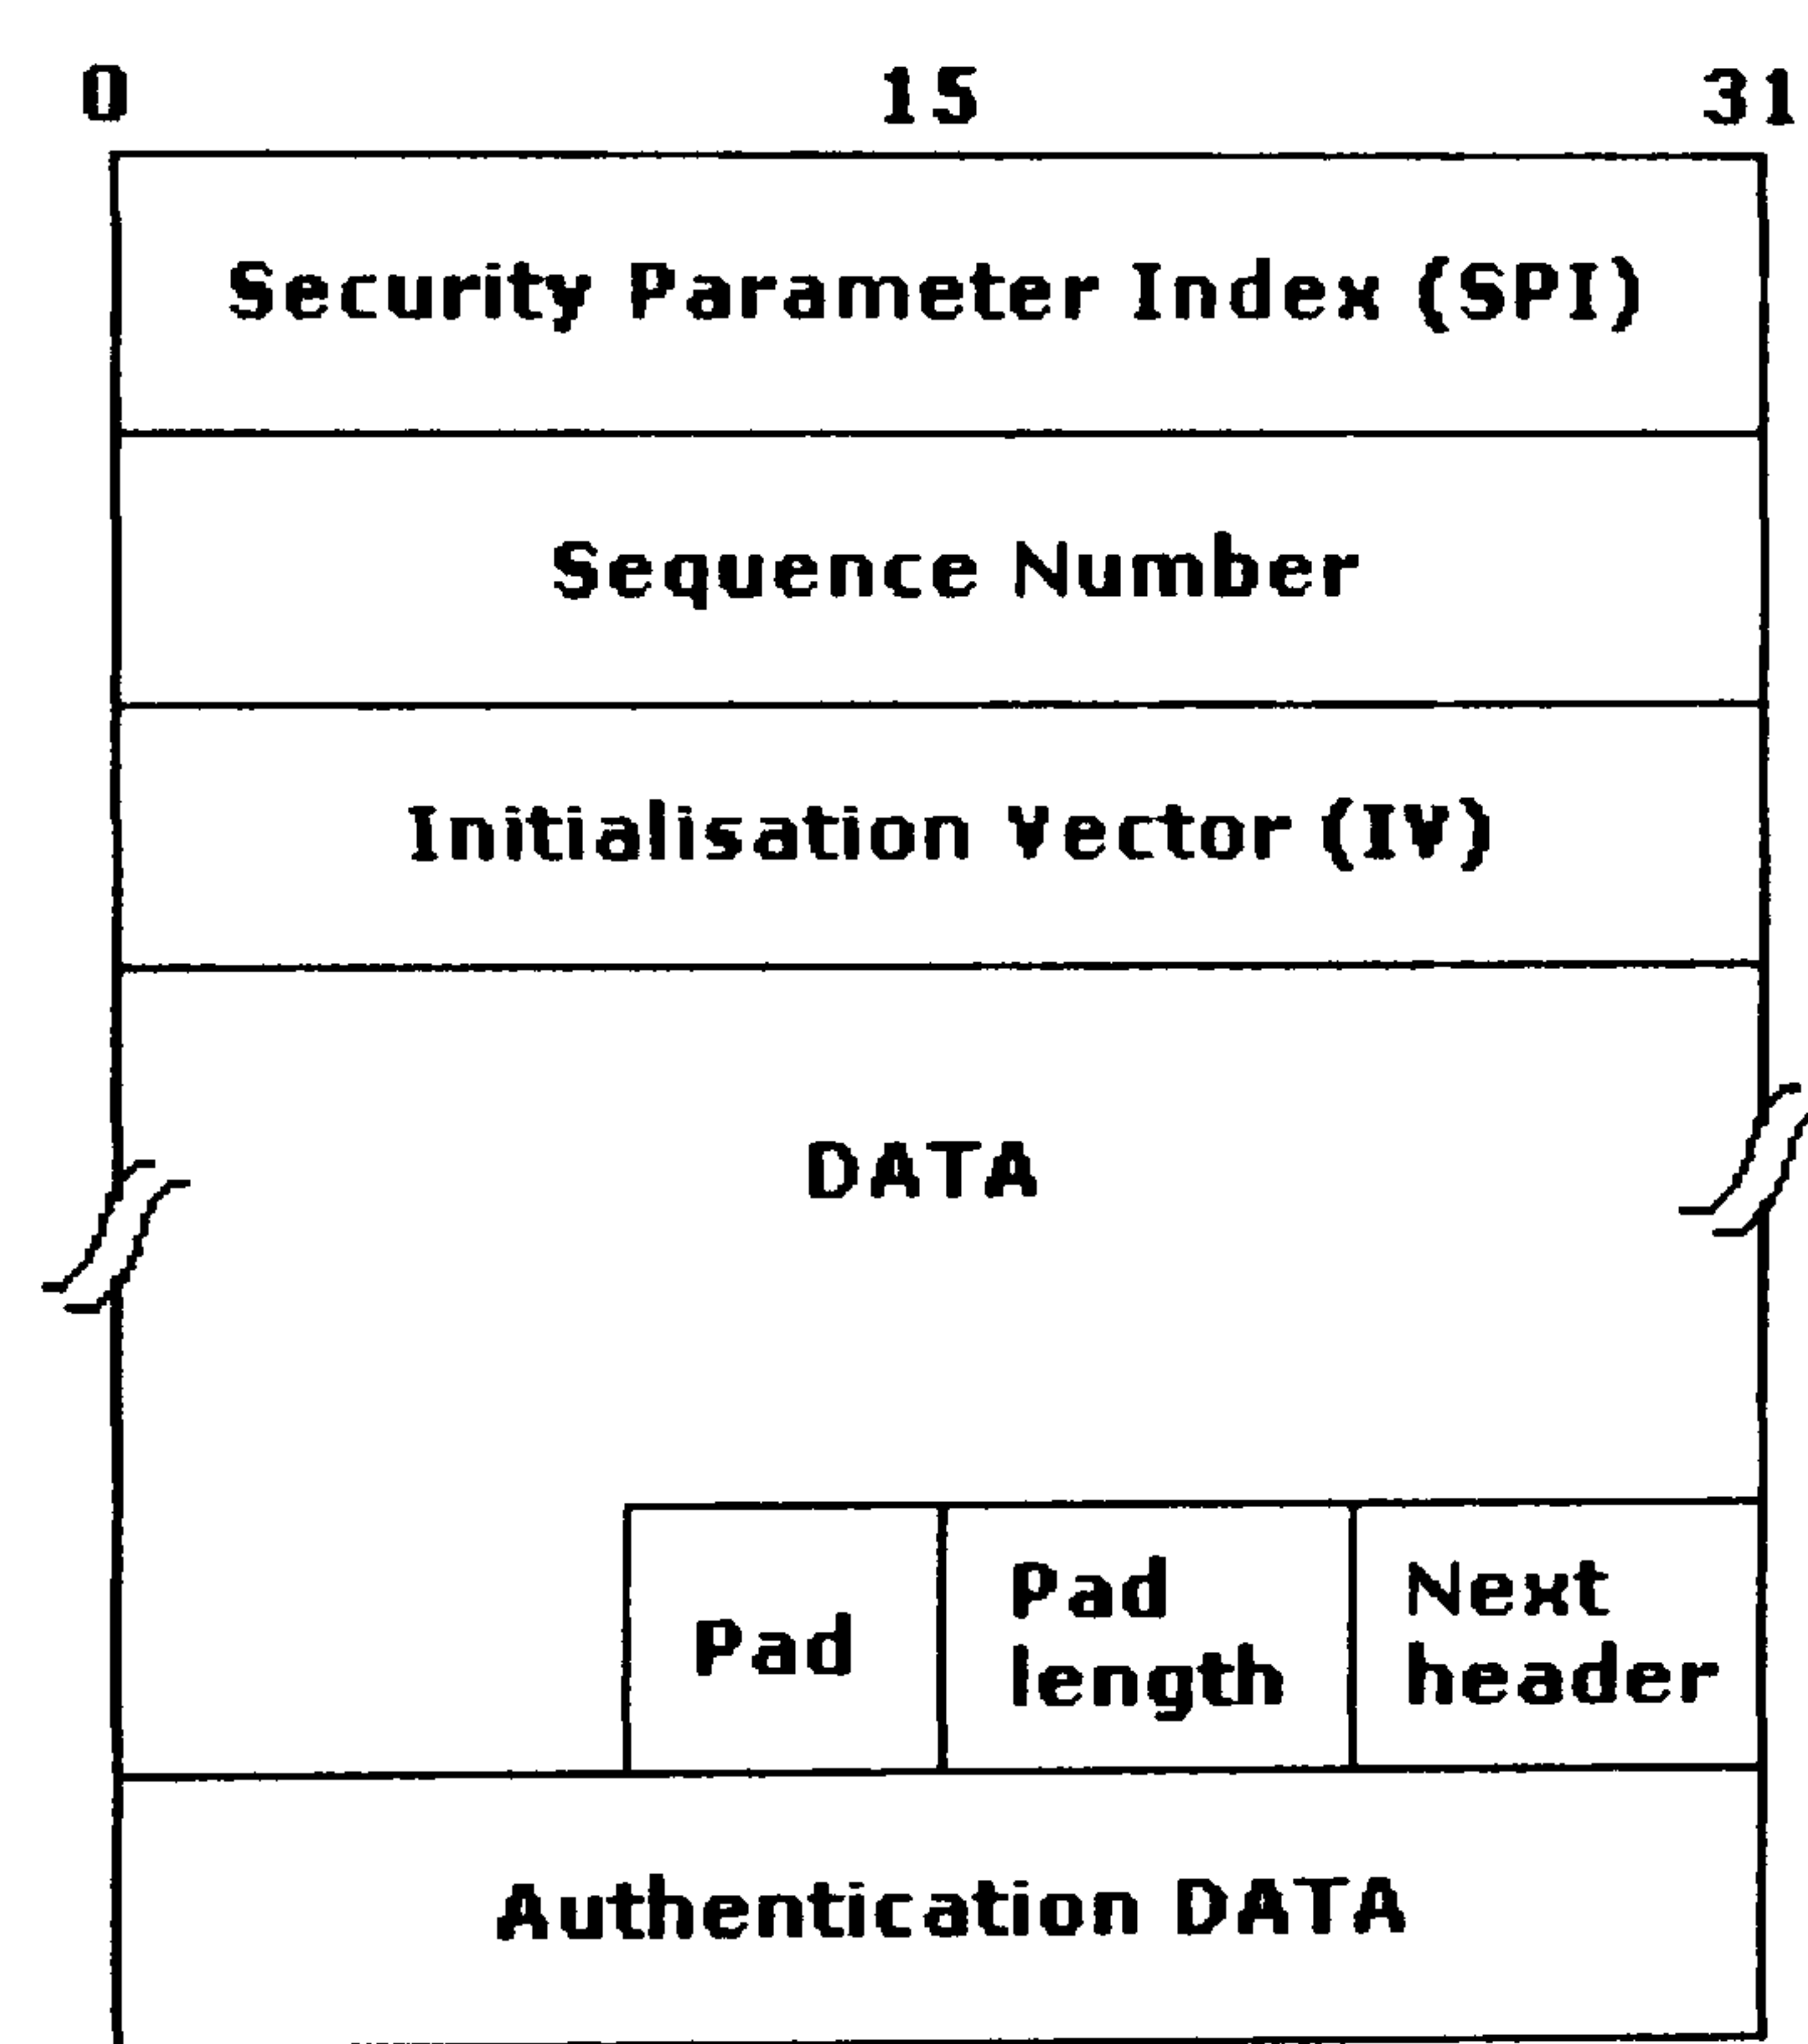 0 15 31
Security Parameter Index (SPI)
Sequence Number
Initialisation Vector (IV)
DATA
Pad
Pad
length
Next
header
Authentication DATA